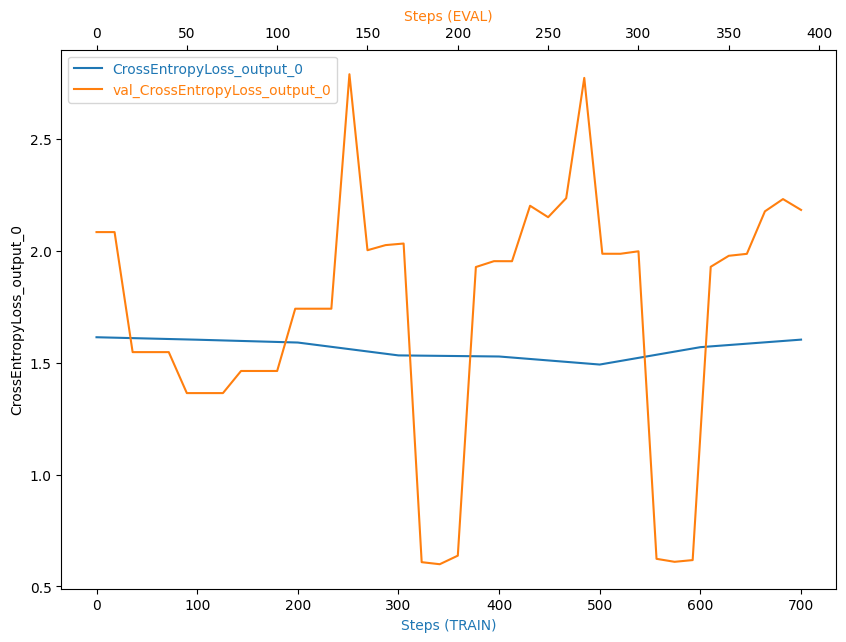 Steps (EVAL)
0 50 100 150 200 250 300 350 400
CrossEntropyLoss_output_0
val_CrossEntropyLoss_output_0
CrossEntropyLoss_output_0
2.5
2.0
1.5
1.0
0.5
0 100 200 300 400 500 600 700
Steps (TRAIN)